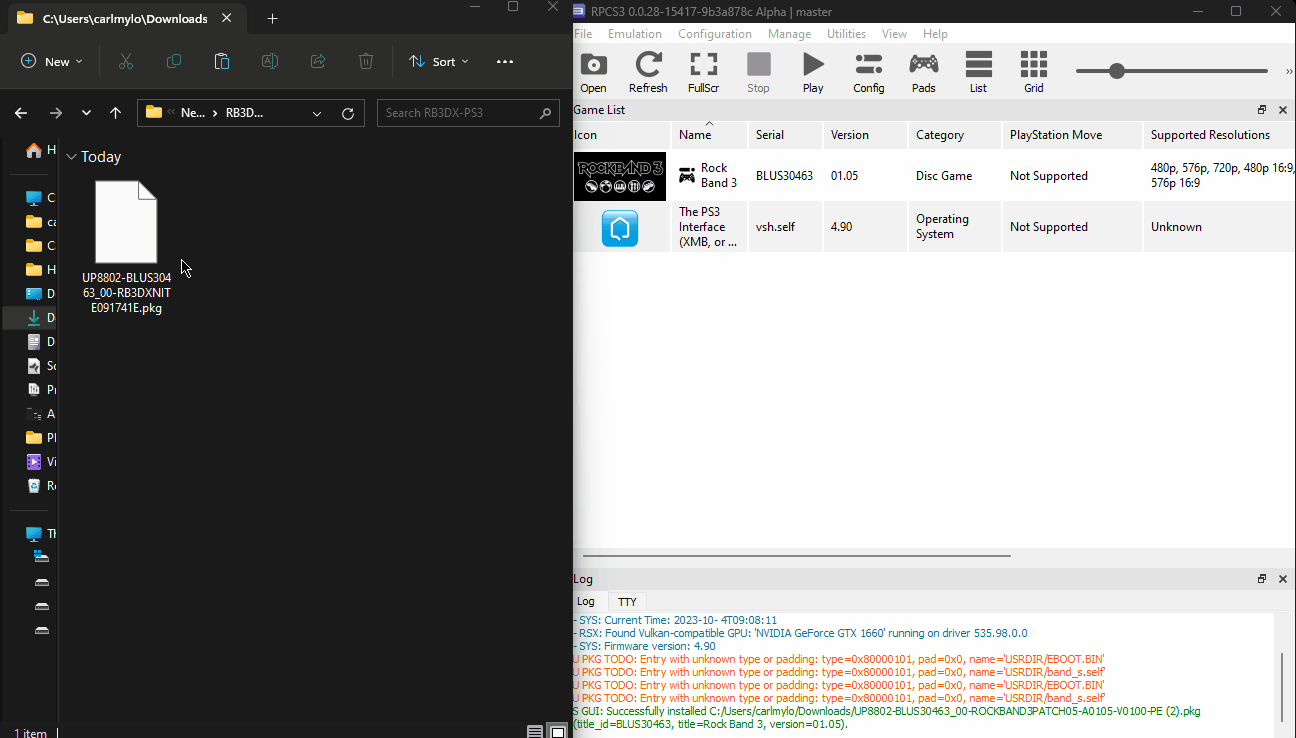 C:\Users\carlmylo\Downloads
New
Sort
Ne... > RB3D...
Search RB3DX-PS3
Today
UP8802-BLUS304
63_00-RB3DXNIT
E091741E.pkg
1 item
RPCS3 0.0.28-15417-9b3a878c Alpha | master
File Emulation Configuration Manage Utilities View Help
Open Refresh FullScr Stop Play Config Pads List Grid
Game List
Icon Name Serial Version Category PlayStation Move Supported Resolutions
ROCKBAND 3
Rock
Band 3
BLUS30463 01.05 Disc Game Not Supported
480p, 576p, 720p, 480p 16:9,
576p 16:9
The PS3
Interface
(XMB, or ...
vsh.self 4.90
Operating
System
Not Supported Unknown
Log
Log TTY
- SYS: Current Time: 2023-10- 4T09:08:11
- RSX: Found Vulkan-compatible GPU: 'NVIDIA GeForce GTX 1660' running on driver 535.98.0.0
- SYS: Firmware version: 4.90
U PKG TODO: Entry with unknown type or padding: type=0x80000101, pad=0x0, name='USRDIR/EBOOT.BIN'
U PKG TODO: Entry with unknown type or padding: type=0x80000101, pad=0x0, name='USRDIR/band_s.self'
U PKG TODO: Entry with unknown type or padding: type=0x80000101, pad=0x0, name='USRDIR/EBOOT.BIN'
U PKG TODO: Entry with unknown type or padding: type=0x80000101, pad=0x0, name='USRDIR/band_s.self'
S GUI: Successfully installed C:/Users/carlmylo/Downloads/UP8802-BLUS30463_00-ROCKBAND3PATCH05-A0105-V0100-PE (2).pkg
(title_id=BLUS30463, title=Rock Band 3, version=01.05).